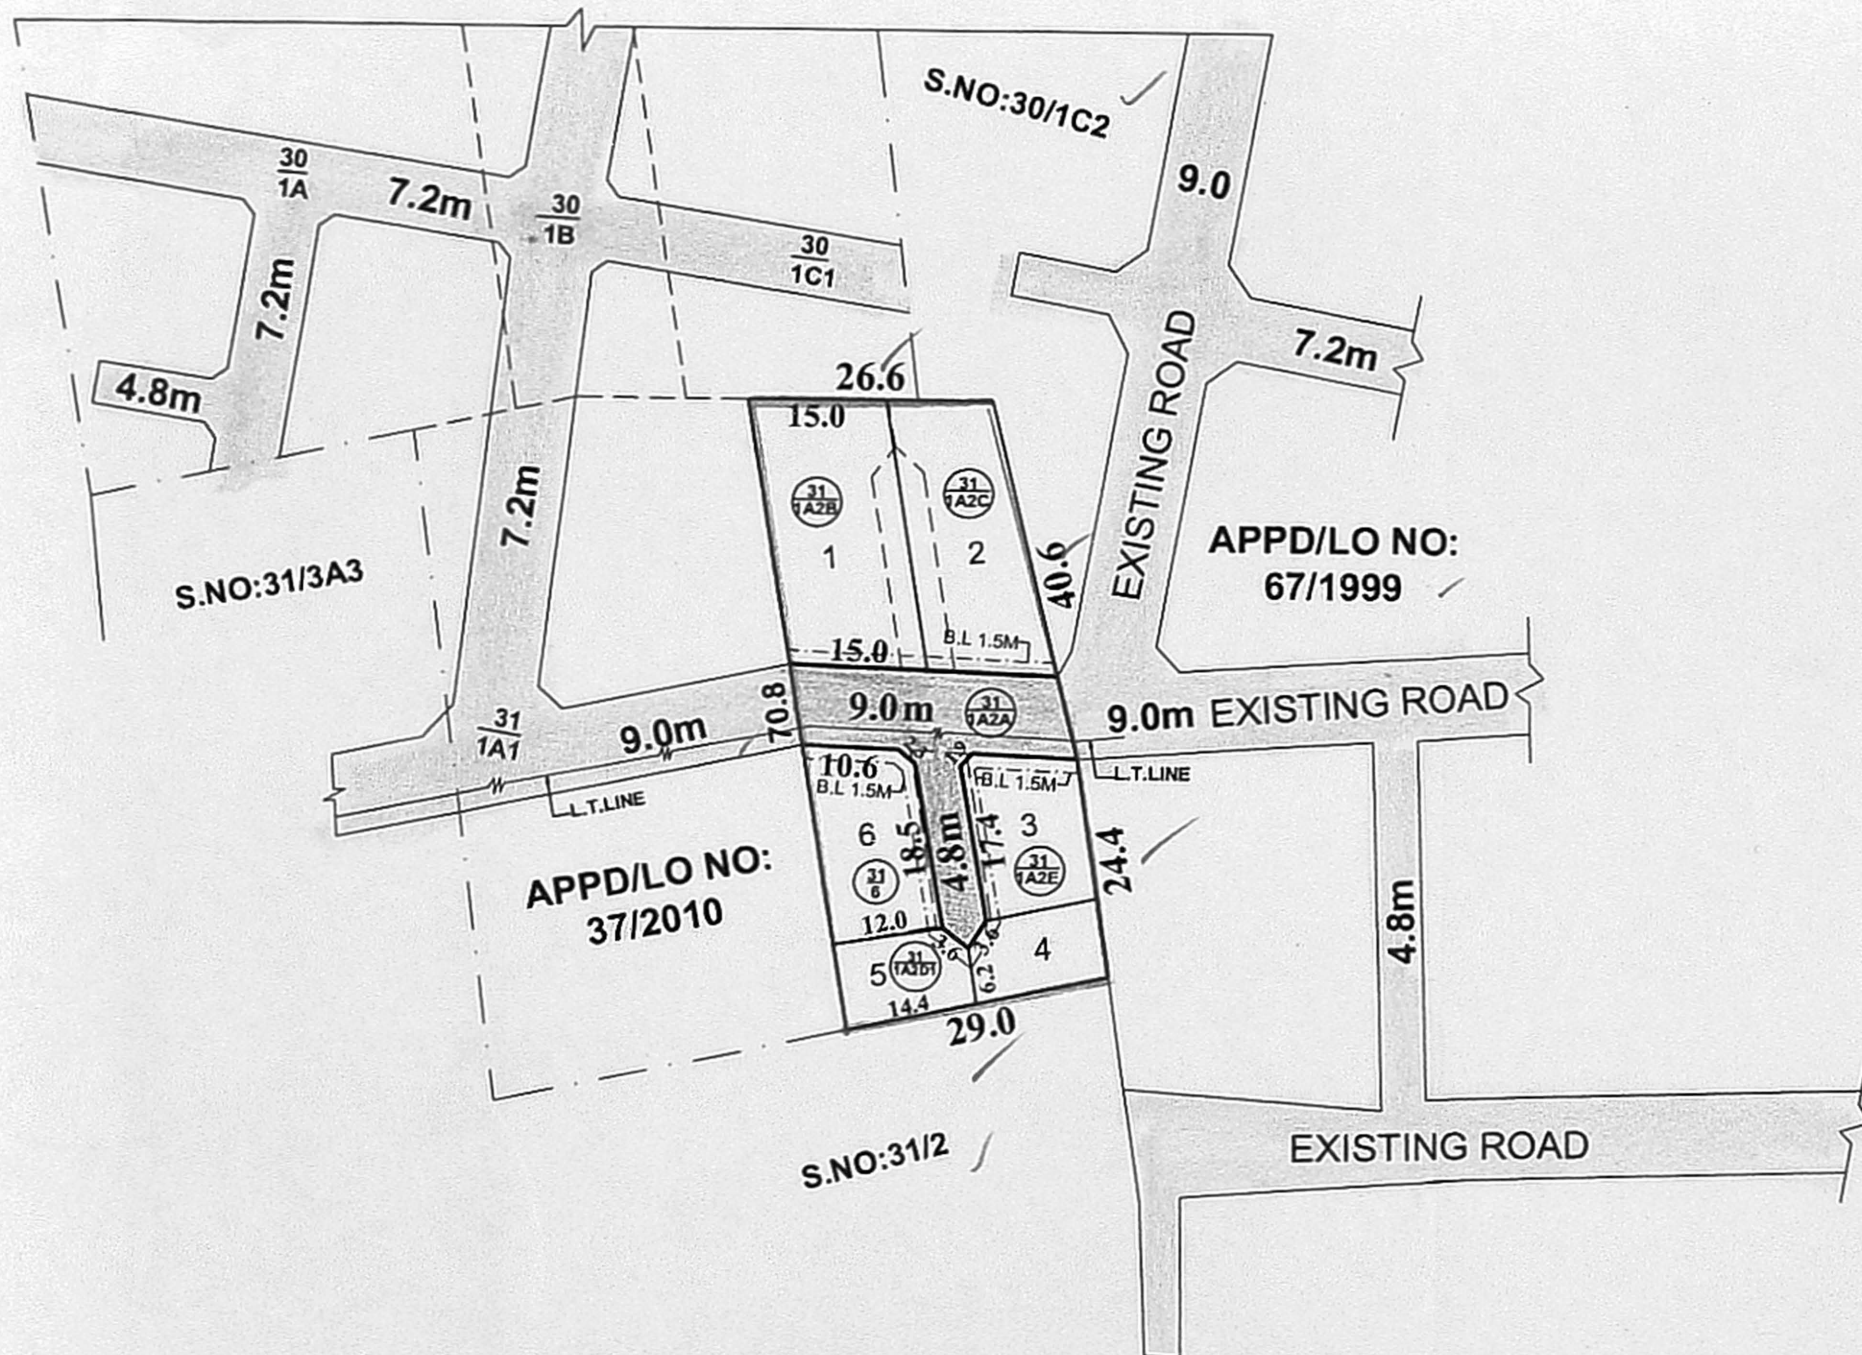 S.NO:30/1C2
30
1A
7.2m
30
1B
30
1C1
9.0
7.2m
4.8m
7.2m
EXISTING ROAD
7.2m
26.6
15.0
31
1A2B
1
31
1A2C
2
40.6
APPD/LO NO:
67/1999
S.NO:31/3A3
B.L 1.5M
15.0
70.8
9.0m
31
1A2A
9.0m EXISTING ROAD
31
1A1
9.0m
10.6
B.L 1.5M
B.L 1.5M
L.T.LINE
L.T.LINE
6
18.5
4.8m
17.4
3
31
6
31
1A2E
24.4
APPD/LO NO:
37/2010
12.0
3.6
4
4.8m
5
31
1A2D1
6.2
14.4
29.0
S.NO:31/2
EXISTING ROAD